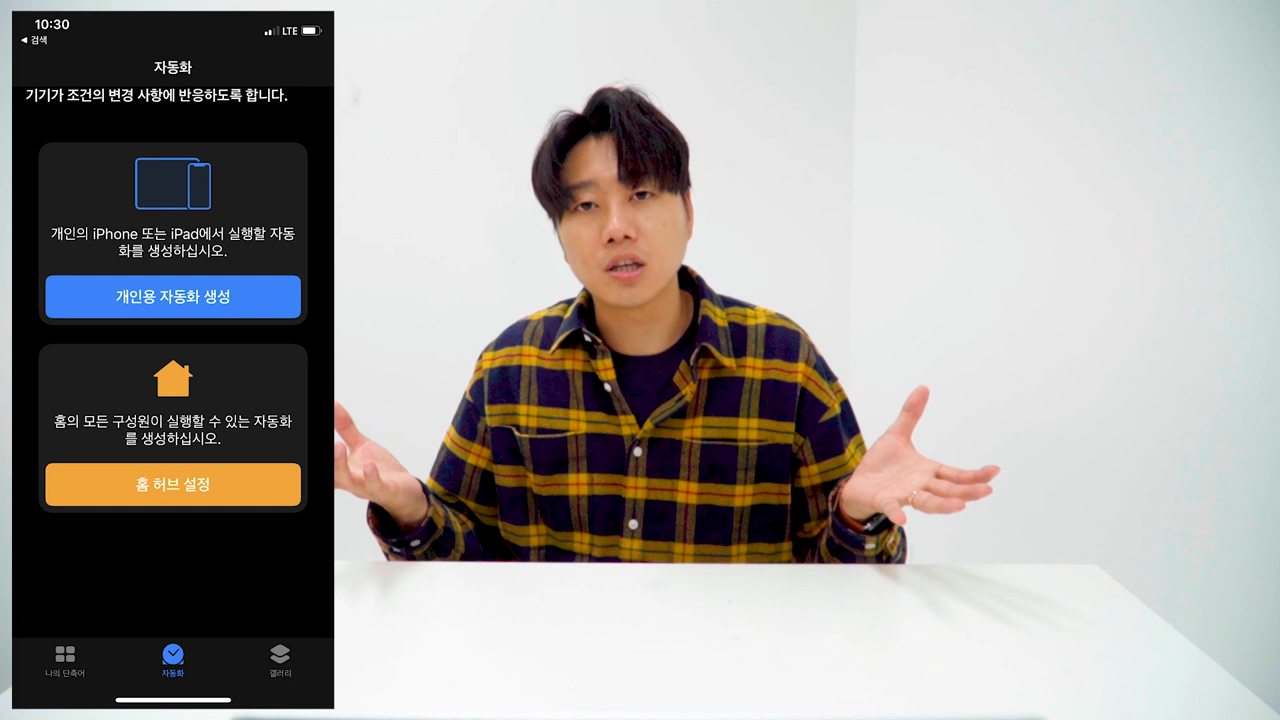 10:30
LTE
◀ 검색
자동화
기기가 조건의 변경 사항에 반응하도록 합니다.
개인의 iPhone 또는 iPad에서 실행할 자동
화를 생성하십시오.
개인용 자동화 생성
홈의 모든 구성원이 실행할 수 있는 자동화
를 생성하십시오.
홈 허브 설정
나의 단축어
자동화
갤러리